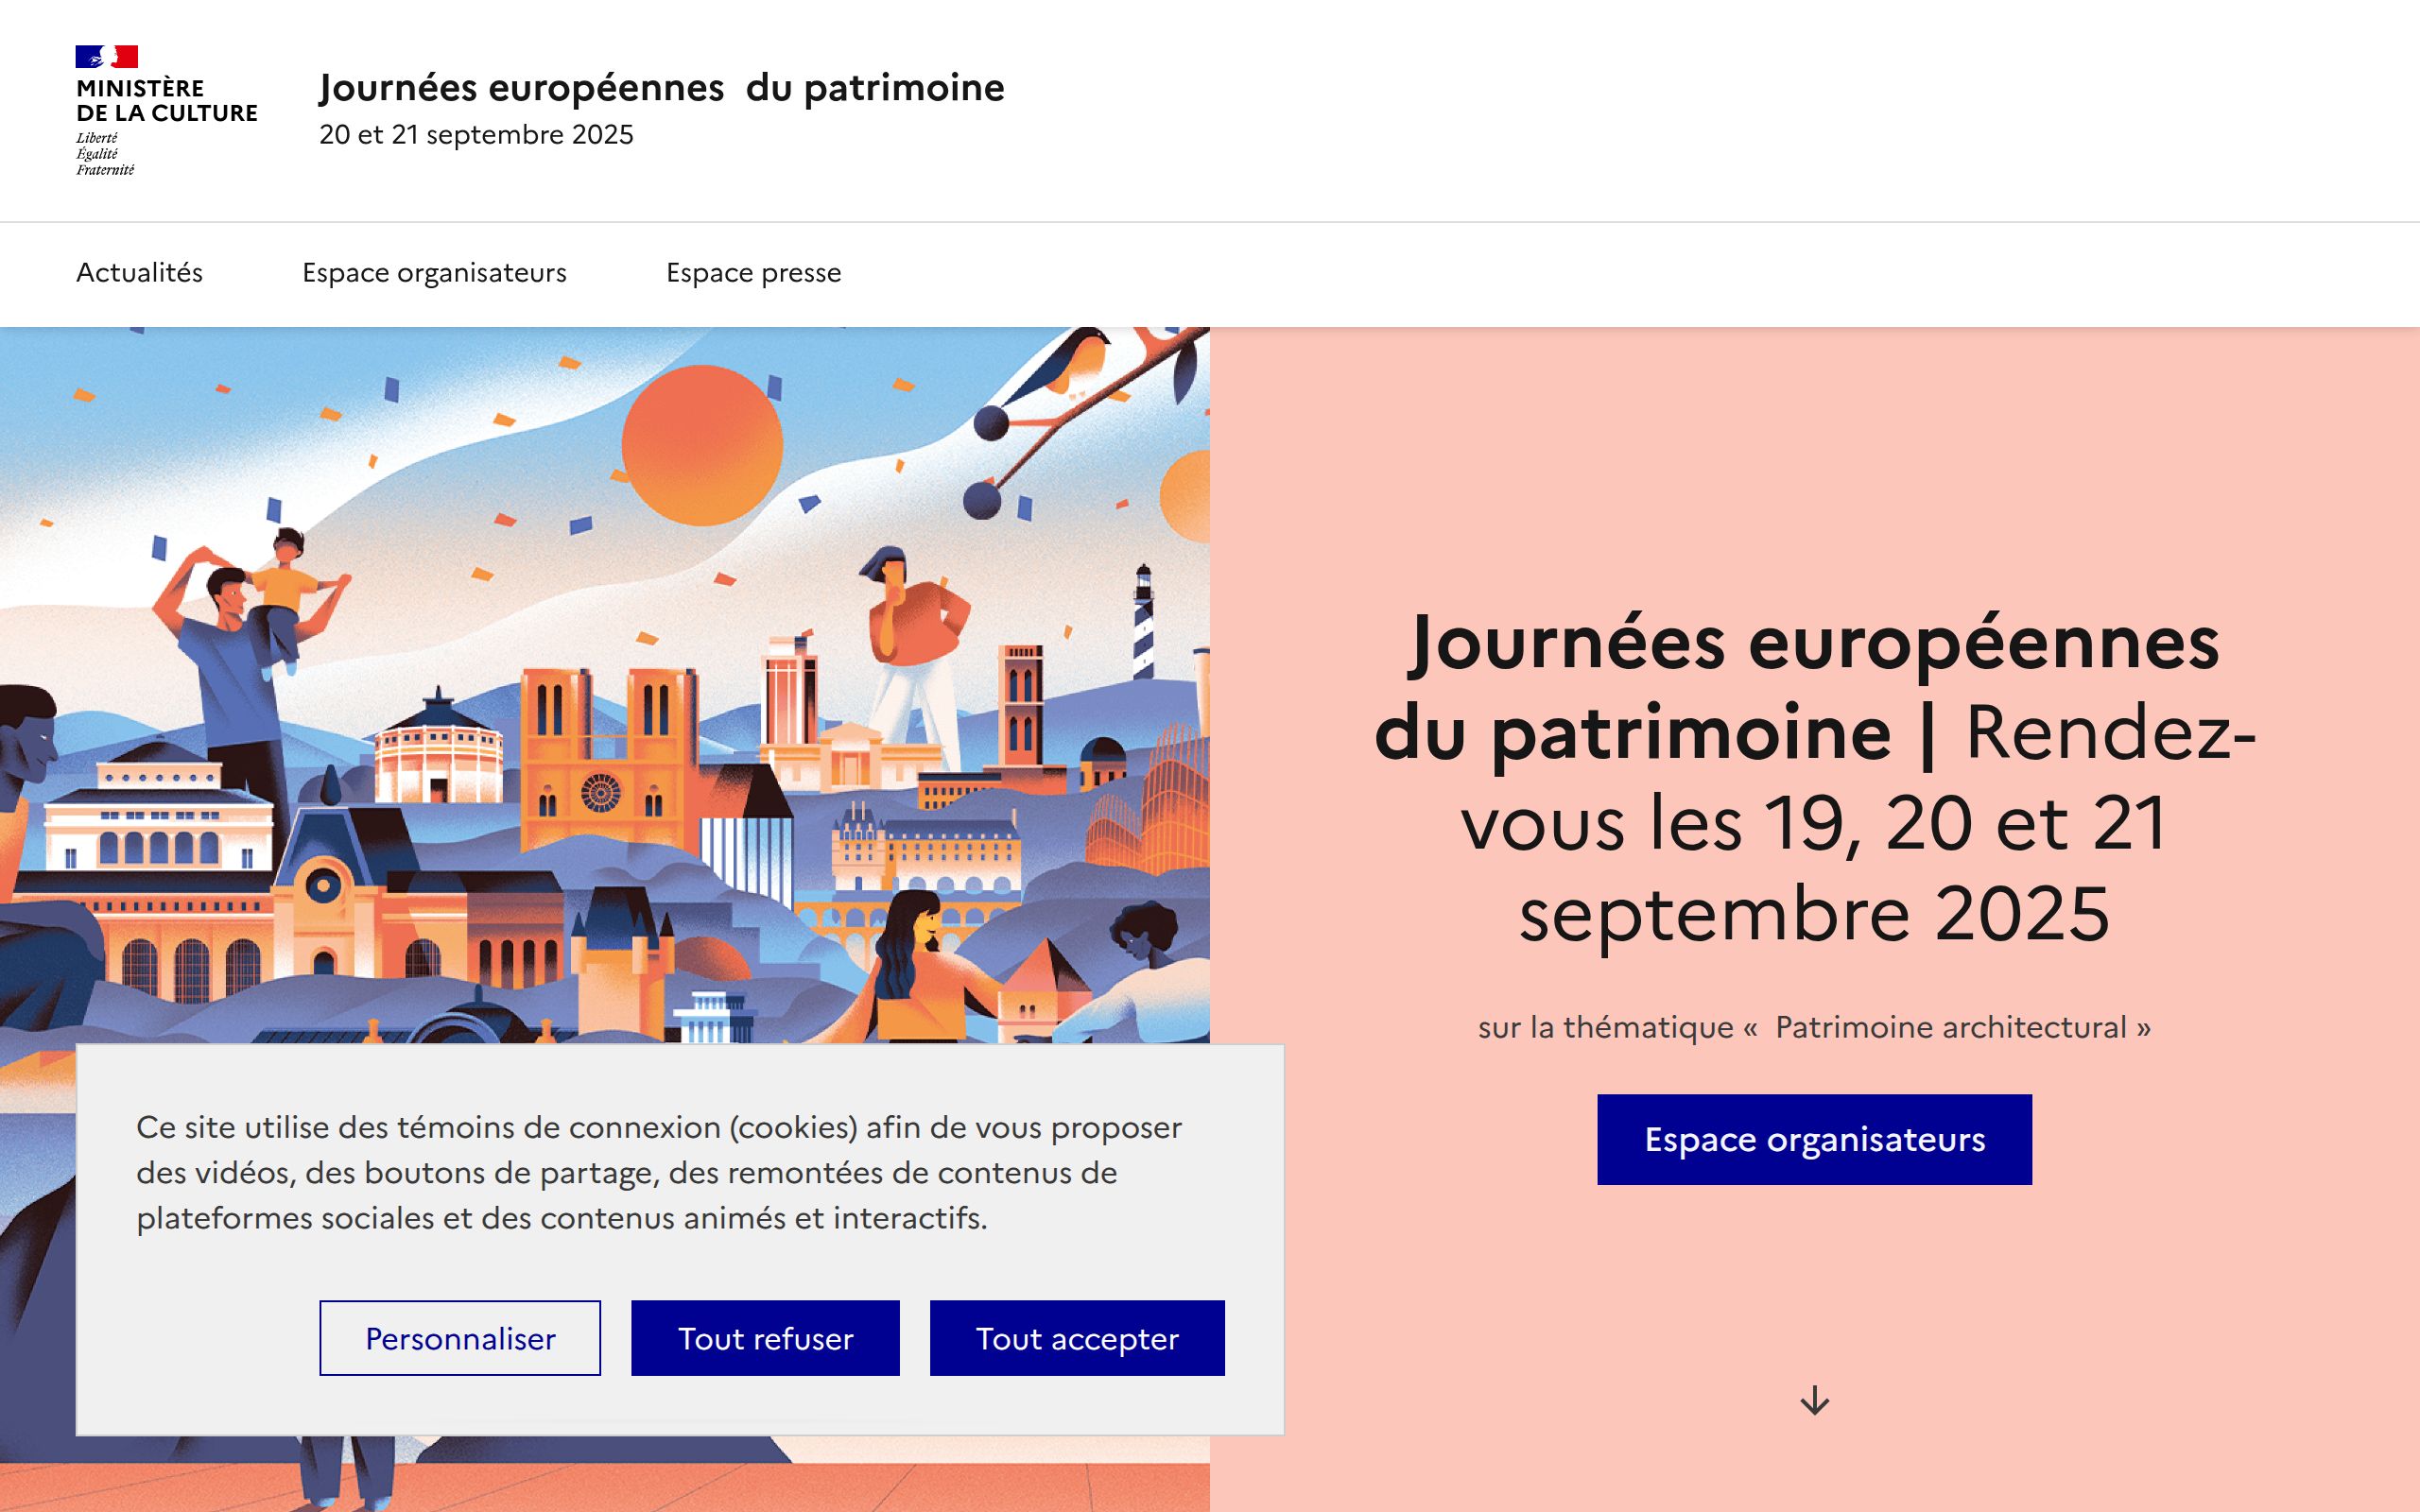 MINISTÈRE
DE LA CULTURE
Liberté
Égalité
Fraternité
Journées européennes  du patrimoine
20 et 21 septembre 2025
Actualités
Espace organisateurs
Espace presse
Journées européennes
du patrimoine | Rendez-
vous les 19, 20 et 21
septembre 2025
sur la thématique «  Patrimoine architectural »
Espace organisateurs
Ce site utilise des témoins de connexion (cookies) afin de vous proposer
des vidéos, des boutons de partage, des remontées de contenus de
plateformes sociales et des contenus animés et interactifs.
Personnaliser
Tout refuser
Tout accepter